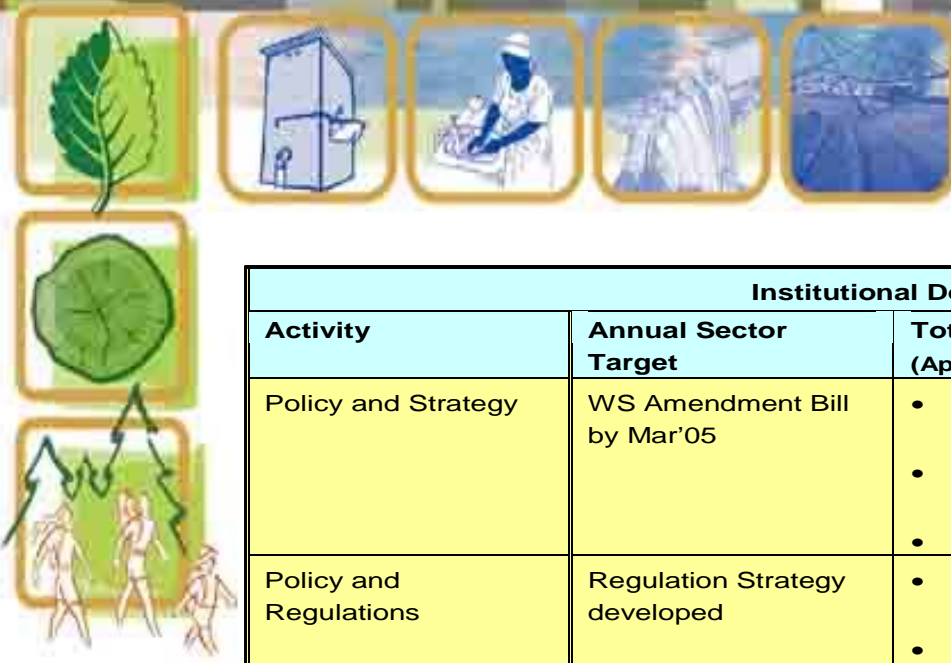 Institutional
Activity
Annual Sector
Target
Policy and Strategy
WS Amendment Bill
by Mar'05
•
•
•
Policy and
Regulations
Regulation Strategy
developed
•
•